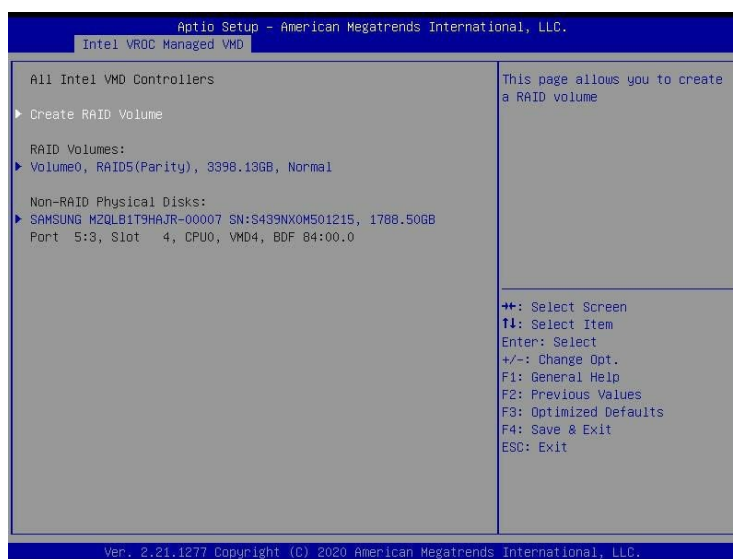 Aptio Setup – American Megatrends International, LLC.
Intel VROC Managed VMD
All Intel VMD Controllers
Create RAID Volume
RAID Volumes:
Volume0, RAID5(Parity), 3398.13GB, Normal
Non-RAID Physical Disks:
SAMSUNG MZQLB1T9HAJR-00007 SN:S439NX0M501215, 1788.50GB
Port 5:3, Slot 4, CPU0, VMD4, BDF 84:00.0
This page allows you to create
a RAID volume
→←: Select Screen
↑↓: Select Item
Enter: Select
+/-: Change Opt.
F1: General Help
F2: Previous Values
F3: Optimized Defaults
F4: Save & Exit
ESC: Exit
Ver. 2.21.1277 Copyright (C) 2020 American Megatrends International, LLC.